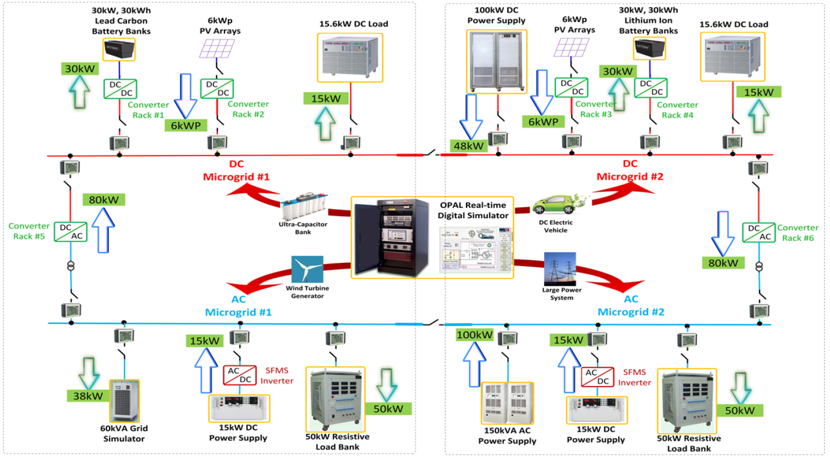 30kW, 30kWh
Lead Carbon
Battery Banks
6kWp
PV Arrays
15.6kW DC Load
100kW DC
Power Supply
6kWp
PV Arrays
30kW, 30kWh
Lithium Ion
Battery Banks
15.6kW DC Load
30kW
DC
DC
Converter
Rack #1
6kWP
DC
DC
Converter
Rack #2
15kW
48kW
6kWP
DC
DC
Converter
Rack #3
30kW
DC
DC
Converter
Rack #4
15kW
DC
Microgrid #1
DC
Microgrid #2
Converter
Rack #5
DC
AC
80kW
Ultra-Capacitor
Bank
OPAL Real-time
Digital Simulator
DC Electric
Vehicle
80kW
DC
AC
Converter
Rack #6
Wind Turbine
Generator
Large Power
System
AC
Microgrid #1
AC
Microgrid #2
38kW
60kVA Grid
Simulator
15kW
AC
DC
SFMS
Inverter
15kW DC
Power Supply
50kW
50kW Resistive
Load Bank
100kW
150kVA AC
Power Supply
15kW
AC
DC
SFMS
Inverter
15kW DC
Power Supply
50kW
50kW Resistive
Load Bank